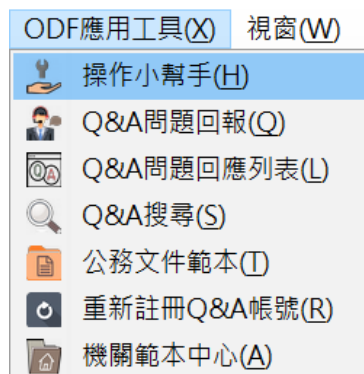 ODF應用工具(X) 視窗(W)
操作小幫手(H)
Q&A問題回報(Q)
Q&A問題回應列表(L)
Q&A搜尋(S)
公務文件範本(T)
重新註冊Q&A帳號(R)
機關範本中心(A)